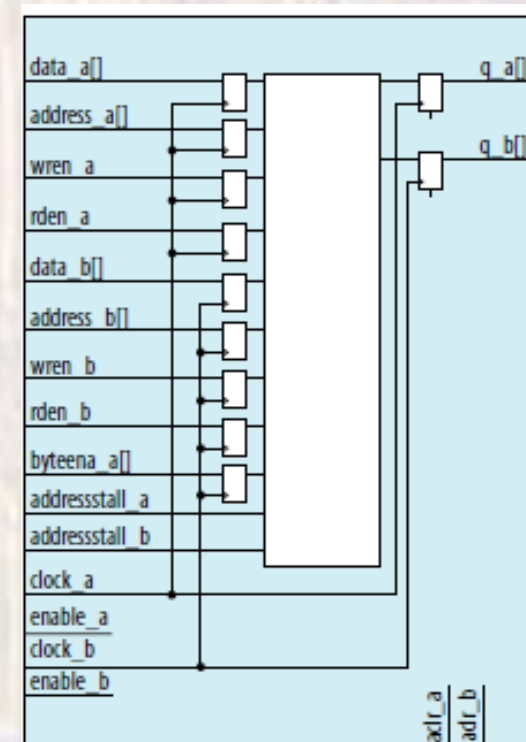 data_a[]
address_a[]
wren_a
rden_a
data_b[]
address_b[]
wren_b
rden_b
byteena_a[]
addressstall_a
addressstall_b
clock_a
enable_a
clock_b
enable_b
q_a[]
q_b[]
aclr_a
aclr_b